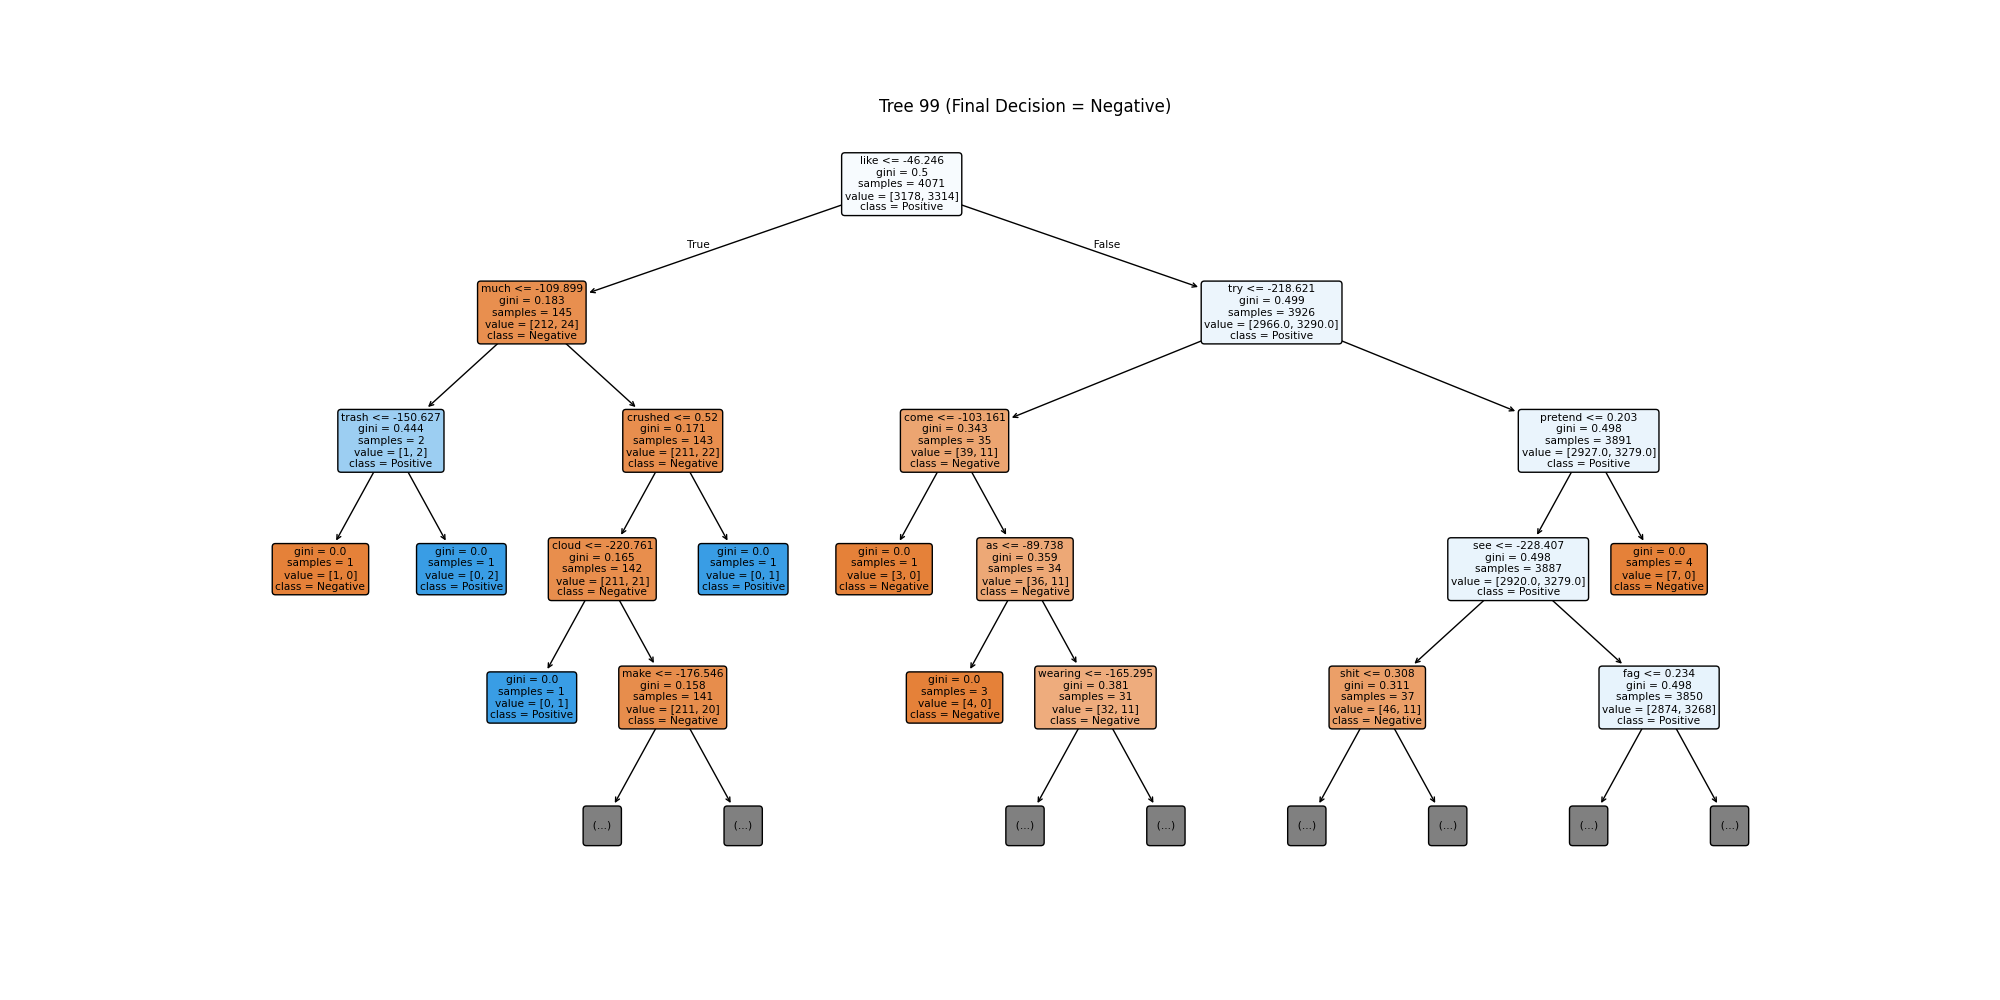 Tree 99 (Final Decision = Negative)
like <= -46.246
gini = 0.5
samples = 4071
value = [3178, 3314]
class = Positive
True
False
much <= -109.899
gini = 0.183
samples = 145
value = [212, 24]
class = Negative
try <= -218.621
gini = 0.499
samples = 3926
value = [2966.0, 3290.0]
class = Positive
trash <= -150.627
gini = 0.444
samples = 2
value = [1, 2]
class = Positive
crushed <= 0.52
gini = 0.171
samples = 143
value = [211, 22]
class = Negative
come <= -103.161
gini = 0.343
samples = 35
value = [39, 11]
class = Negative
pretend <= 0.203
gini = 0.498
samples = 3891
value = [2927.0, 3279.0]
class = Positive
gini = 0.0
samples = 1
value = [1, 0]
class = Negative
gini = 0.0
samples = 1
value = [0, 2]
class = Positive
cloud <= -220.761
gini = 0.165
samples = 142
value = [211, 21]
class = Negative
gini = 0.0
samples = 1
value = [0, 1]
class = Positive
gini = 0.0
samples = 1
value = [3, 0]
class = Negative
as <= -89.738
gini = 0.359
samples = 34
value = [36, 11]
class = Negative
see <= -228.407
gini = 0.498
samples = 3887
value = [2920.0, 3279.0]
class = Positive
gini = 0.0
samples = 4
value = [7, 0]
class = Negative
gini = 0.0
samples = 1
value = [0, 1]
class = Positive
make <= -176.546
gini = 0.158
samples = 141
value = [211, 20]
class = Negative
gini = 0.0
samples = 3
value = [4, 0]
class = Negative
wearing <= -165.295
gini = 0.381
samples = 31
value = [32, 11]
class = Negative
shit <= 0.308
gini = 0.311
samples = 37
value = [46, 11]
class = Negative
fag <= 0.234
gini = 0.498
samples = 3850
value = [2874, 3268]
class = Positive
(...)
(...)
(...)
(...)
(...)
(...)
(...)
(...)